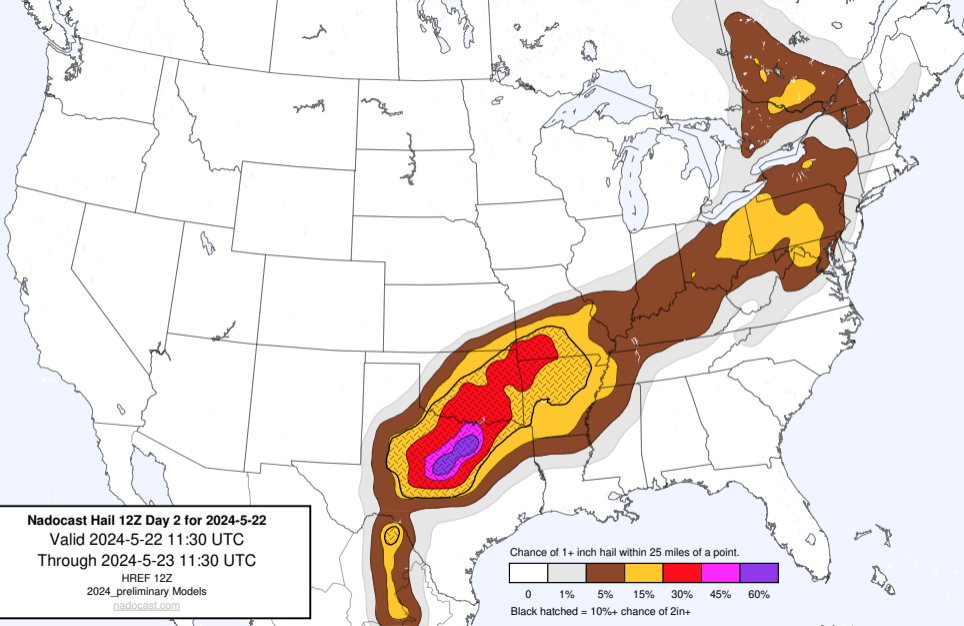 Nadocast Hail 12Z Day 2 for 2024-5-22
Valid 2024-5-22 11:30 UTC
Through 2024-5-23 11:30 UTC
HREF 12Z
2024_preliminary Models
nadocast.com
Chance of 1+ inch hail within 25 miles of a point.
0 1% 5% 15% 30% 45% 60%
Black hatched = 10%+ chance of 2in+